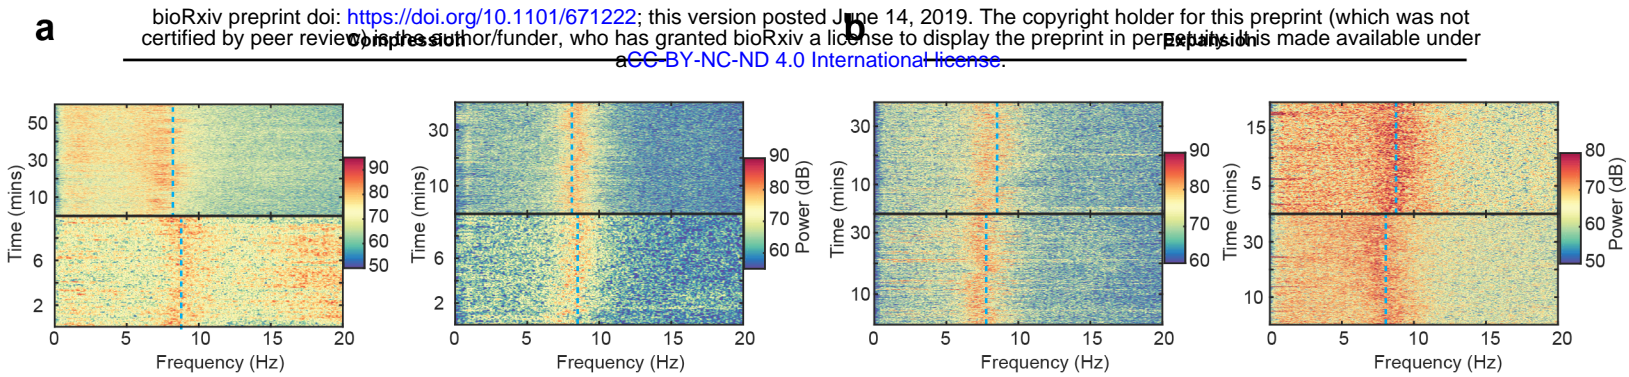 bioRxiv preprint doi: https://doi.org/10.1101/671222; this version posted June 14, 2019. The copyright holder for this preprint (which was not
certified by peer review) is the author/funder, who has granted bioRxiv a license to display the preprint in perpetuity. It is made available under
aCC-BY-NC-ND 4.0 International license.
a
Compression
b
Expansion
Time (mins)
50
30
10
6
2
0 5 10 15 20
Frequency (Hz)
90
80
70
60
50
Time (mins)
30
10
6
2
0 5 10 15 20
Frequency (Hz)
90
80
70
60
Power (dB)
Time (mins)
30
10
30
10
0 5 10 15 20
Frequency (Hz)
90
80
70
60
Time (mins)
15
5
30
10
0 5 10 15 20
Frequency (Hz)
80
70
60
50
Power (dB)